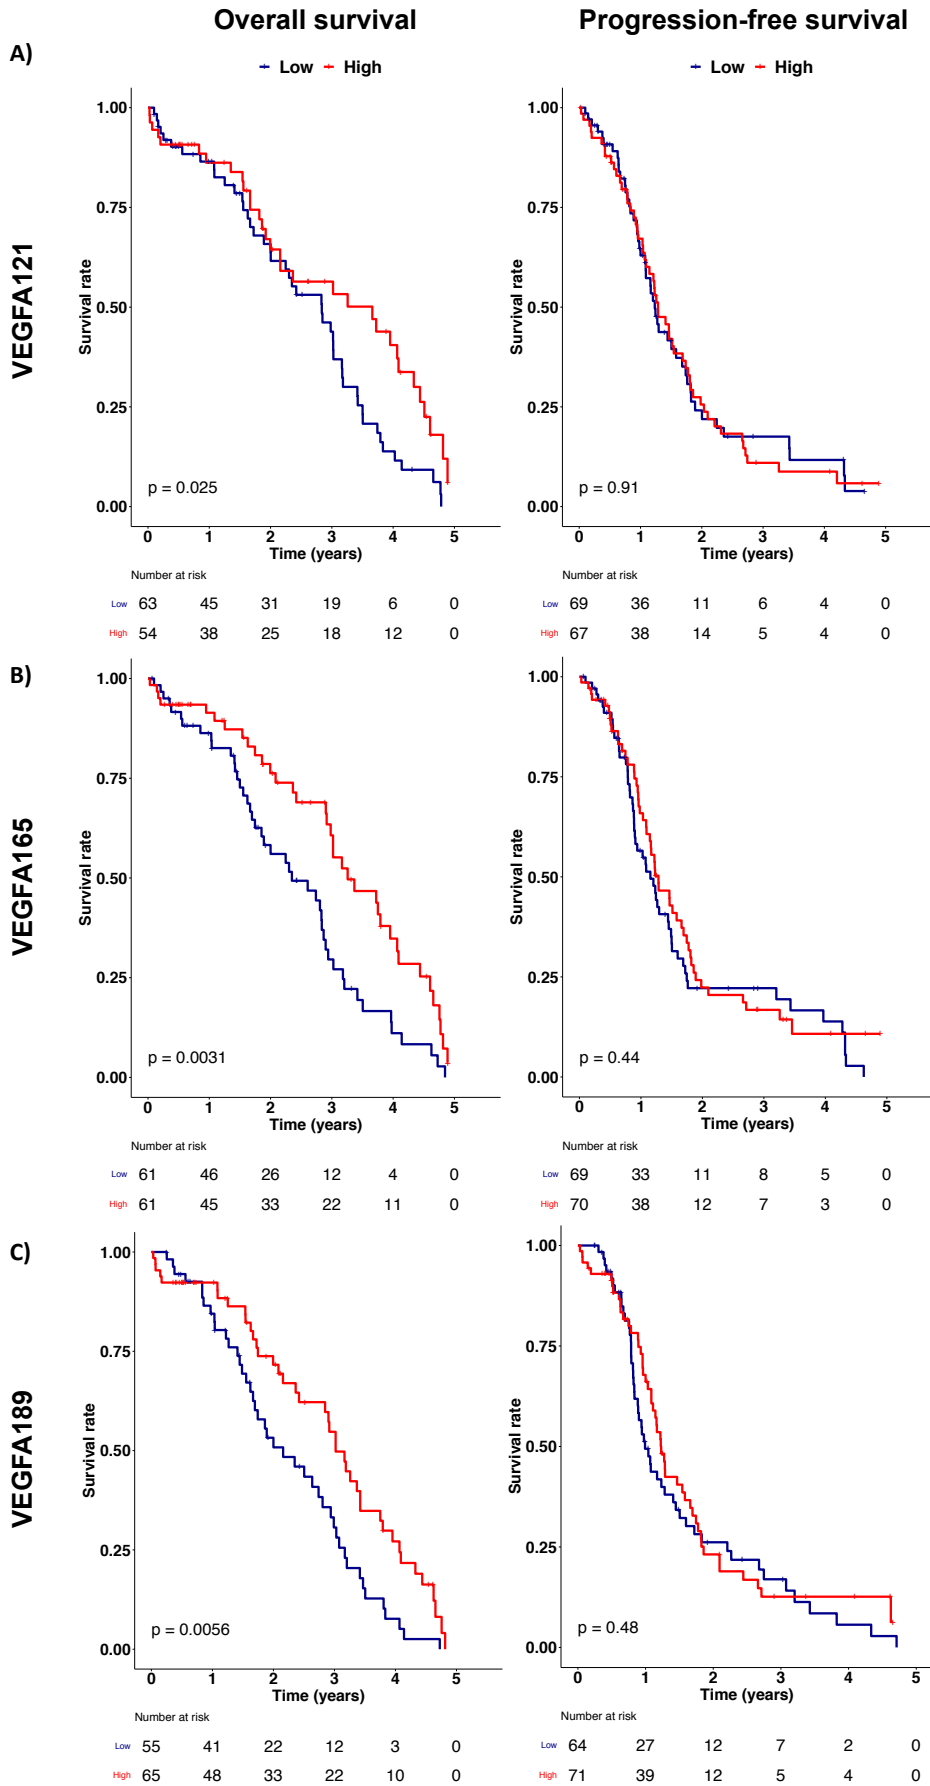 Overall survival
Progression-free survival
A)
Low High
Low High
VEGFA121
Survival rate
1.00
0.75
0.50
0.25
0.00
p = 0.025
0 1 2 3 4 5
Time (years)
Number at risk
Low 63 45 31 19 6 0
High 54 38 25 18 12 0
Survival rate
1.00
0.75
0.50
0.25
0.00
p = 0.91
0 1 2 3 4 5
Time (years)
Number at risk
Low 69 36 11 6 4 0
High 67 38 14 5 4 0
B)
VEGFA165
Survival rate
1.00
0.75
0.50
0.25
0.00
p = 0.0031
0 1 2 3 4 5
Time (years)
Number at risk
Low 61 46 26 12 4 0
High 61 45 33 22 11 0
Survival rate
1.00
0.75
0.50
0.25
0.00
p = 0.44
0 1 2 3 4 5
Time (years)
Number at risk
Low 69 33 11 8 5 0
High 70 38 12 7 3 0
C)
VEGFA189
Survival rate
1.00
0.75
0.50
0.25
0.00
p = 0.0056
0 1 2 3 4 5
Time (years)
Number at risk
Low 55 41 22 12 3 0
High 65 48 33 22 10 0
Survival rate
1.00
0.75
0.50
0.25
0.00
p = 0.48
0 1 2 3 4 5
Time (years)
Number at risk
Low 64 27 12 7 2 0
High 71 39 12 5 4 0